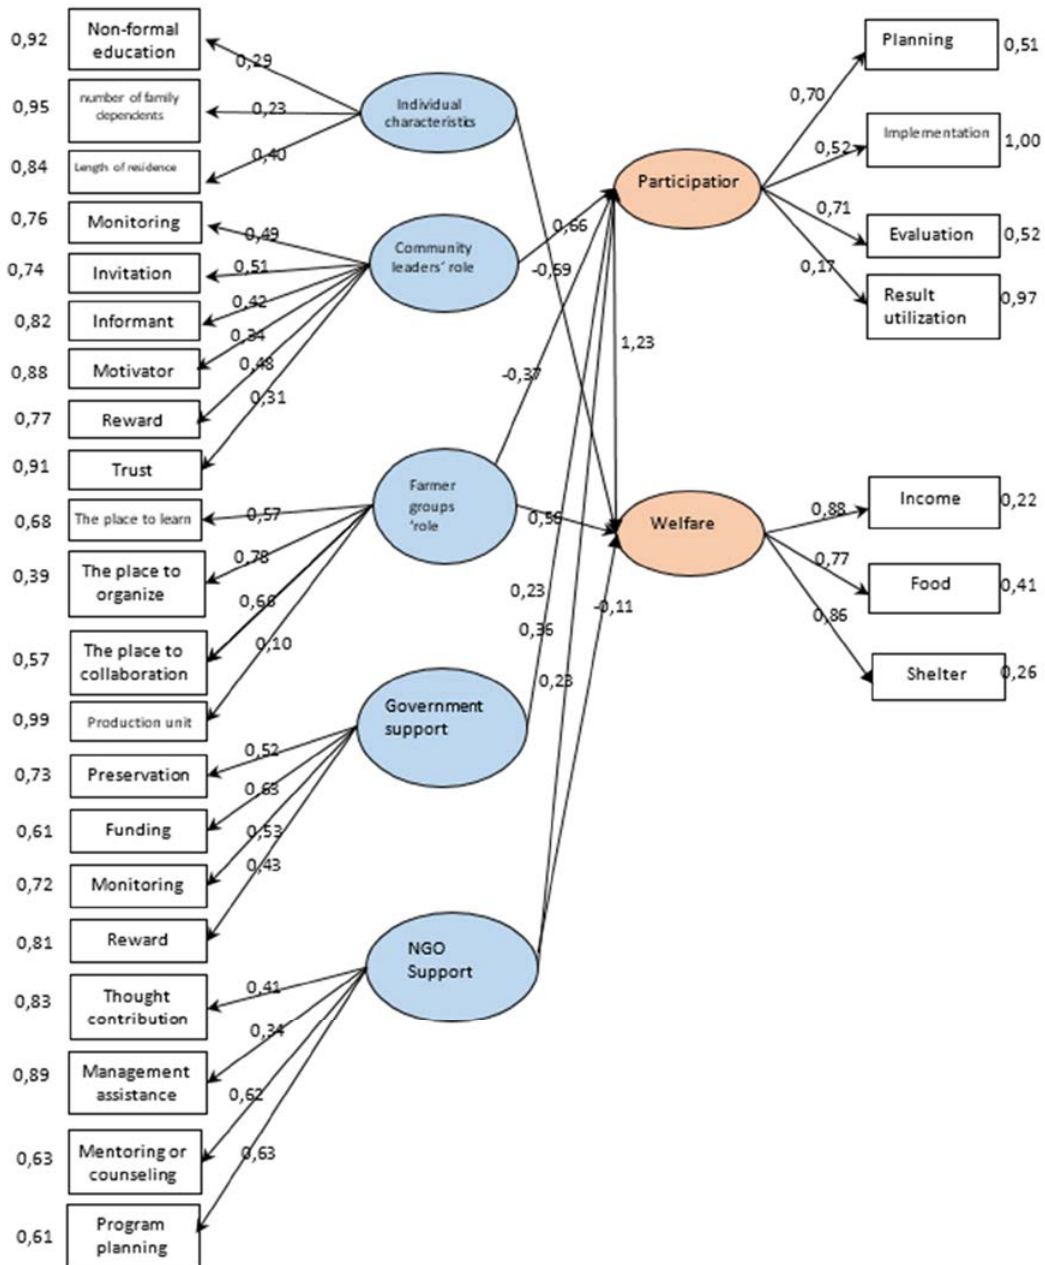 0,92
Non-formal
education
0,29
0,95
number of family
dependents
0,23
0,84
Length of residence
0,40
Individual
characteristics
0,76
Monitoring
0,49
0,74
Invitation
0,51
0,82
Informant
0,42
0,88
Motivator
0,34
0,77
Reward
0,48
0,91
Trust
0,31
Community
leaders' role
0,66
-0,59
-0,37
0,68
The place to learn
0,57
0,39
The place to
organize
0,78
0,57
The place to
collaboration
0,66
0,99
Production unit
0,10
Farmer
groups
'role
0,56
0,23
0,36
0,23
-0,11
1,23
0,73
Preservation
0,52
0,61
Funding
0,63
0,72
Monitoring
0,53
0,81
Reward
0,43
Government
support
0,83
Thought
contribution
0,41
0,89
Management
assistance
0,34
0,63
Mentoring or
counseling
0,62
0,61
Program
planning
0,63
NGO
Support
Participatior
0,70
Planning
0,51
0,52
Implementation
1,00
0,71
Evaluation
0,52
0,17
Result
utilization
0,97
Welfare
0,88
Income
0,22
0,77
Food
0,41
0,86
Shelter
0,26